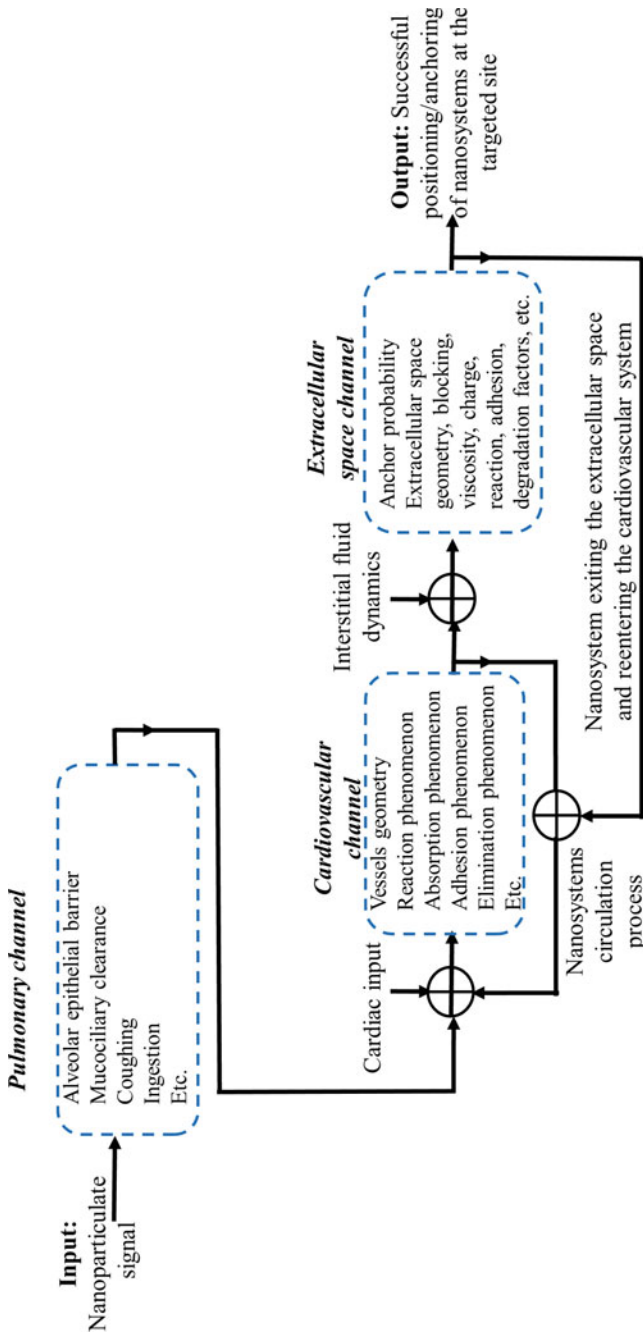 Pulmonary channel
Input:
Nanoparticulate
signal
Alveolar epithelial barrier
Mucociliary clearance
Coughing
Ingestion
Etc.
Cardiac input
Cardiovascular
channel
Vessels geometry
Reaction phenomenon
Absorption phenomenon
Adhesion phenomenon
Elimination phenomenon
Etc.
Nanosystems
circulation
process
Interstitial fluid
dynamics
Extracellular
space channel
Anchor probability
Extracellular space
geometry, blocking,
viscosity, charge,
reaction, adhesion,
degradation factors, etc.
Output: Successful
positioning/anchoring
of nanosystems at the
targeted site
Nanosystem exiting the extracellular space
and reentering the cardiovascular system